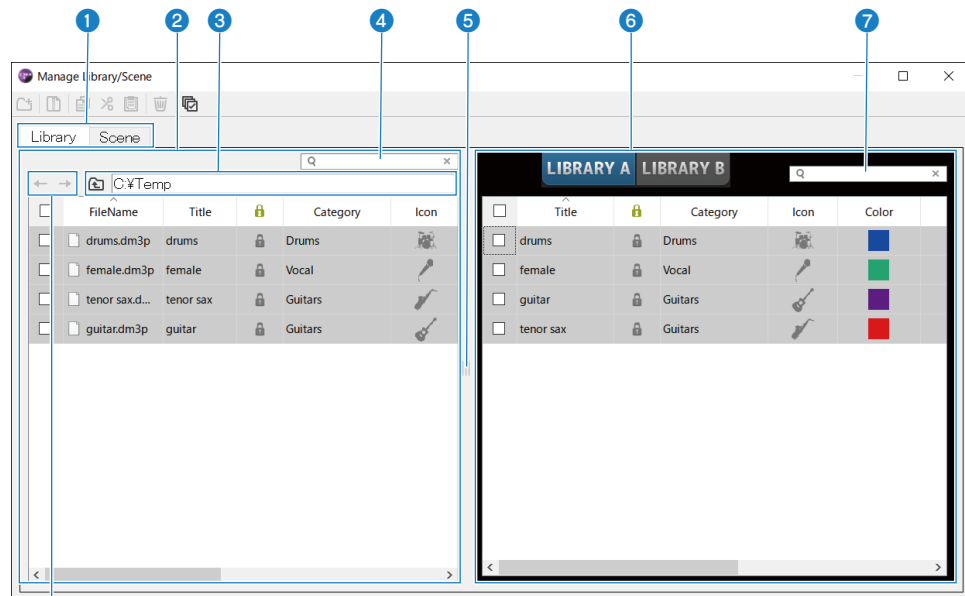 1 2 3 4 5 6 7
Manage Library/Scene
Library Scene
C:¥Temp
LIBRARY A LIBRARY B
FileName Title Category Icon
drums.dm3p drums Drums
female.dm3p female Vocal
tenor sax.d... tenor sax Guitars
guitar.dm3p guitar Guitars
Title Category Icon Color
drums Drums
female Vocal
guitar Guitars
tenor sax Guitars